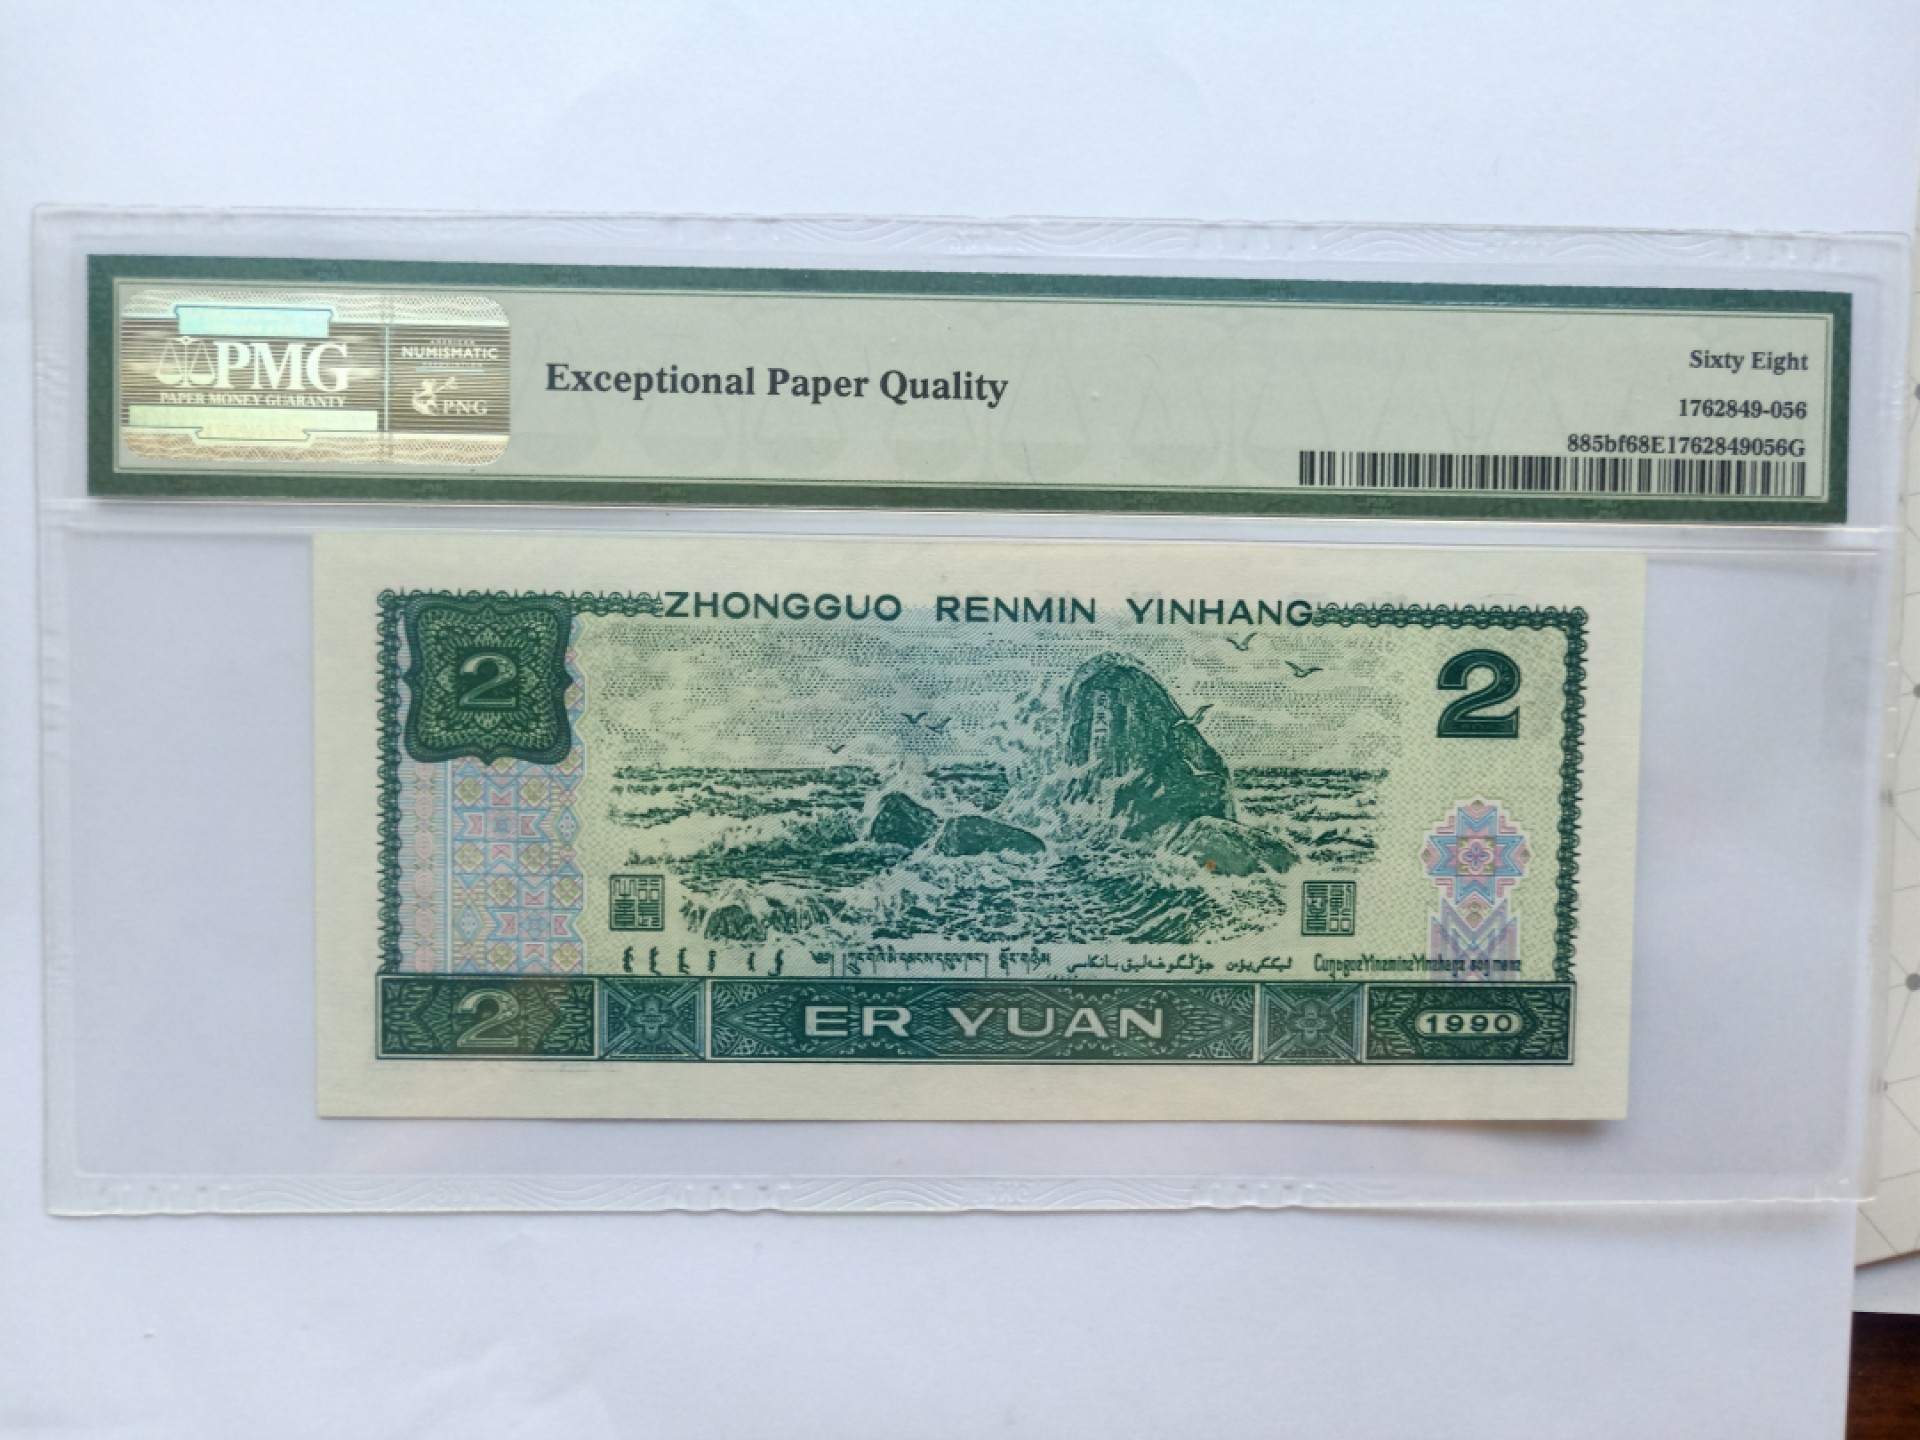 PMG
PAPER MONEY GUARANTY
NUMISMATIC
PNG
Exceptional Paper Quality
Sixty Eight
1762849-056
885bf68E1762849056G
ZHONGGUO RENMIN YINHANG
2
2
2
ER YUAN
1990